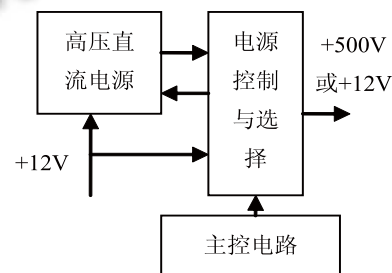 高压直
流电源
+12V
电源
控制
与选
择
+500V
或+12V
主控电路